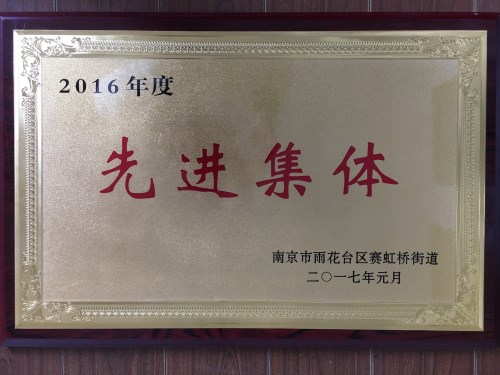 2016年度
先进集体
南京市雨花台区赛虹桥街道
二〇一七年元月